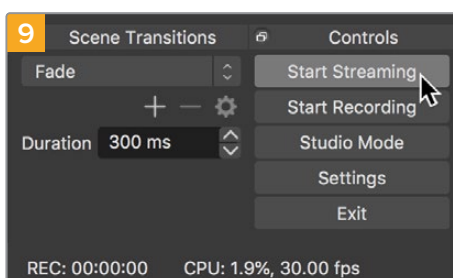 9
Scene Transitions
Controls
Fade
Start Streaming
Start Recording
Duration 300 ms
Studio Mode
Settings
Exit
REC: 00:00:00 CPU: 1.9%, 30.00 fps